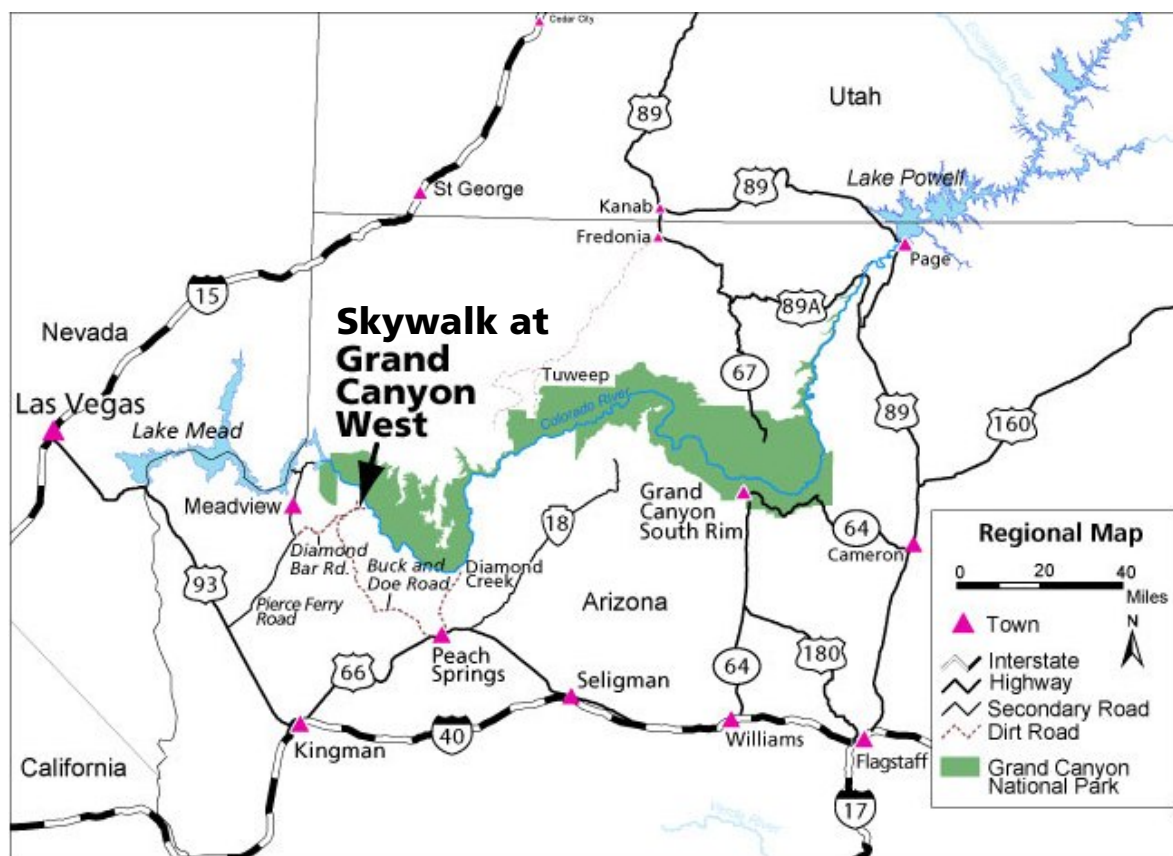 Cedar City
Utah
89
Lake Powell
89
St George
Kanab
Fredonia
Page
15
89A
Nevada
Skywalk at
Grand
Canyon
West
Tuweep
67
Colorado River
89
160
Las Vegas
Lake Mead
Meadview
Grand
Canyon
South Rim
18
64
Cameron
Diamond
Bar Rd.
Buck and
Doe Road
Diamond
Creek
93
Pierce Ferry
Road
Arizona
Peach
Springs
66
64
180
Seligman
Kingman
40
Williams
Flagstaff
California
17
Verde River
Regional Map
0 20 40
Miles
N
Town
Interstate
Highway
Secondary Road
Dirt Road
Grand Canyon
National Park